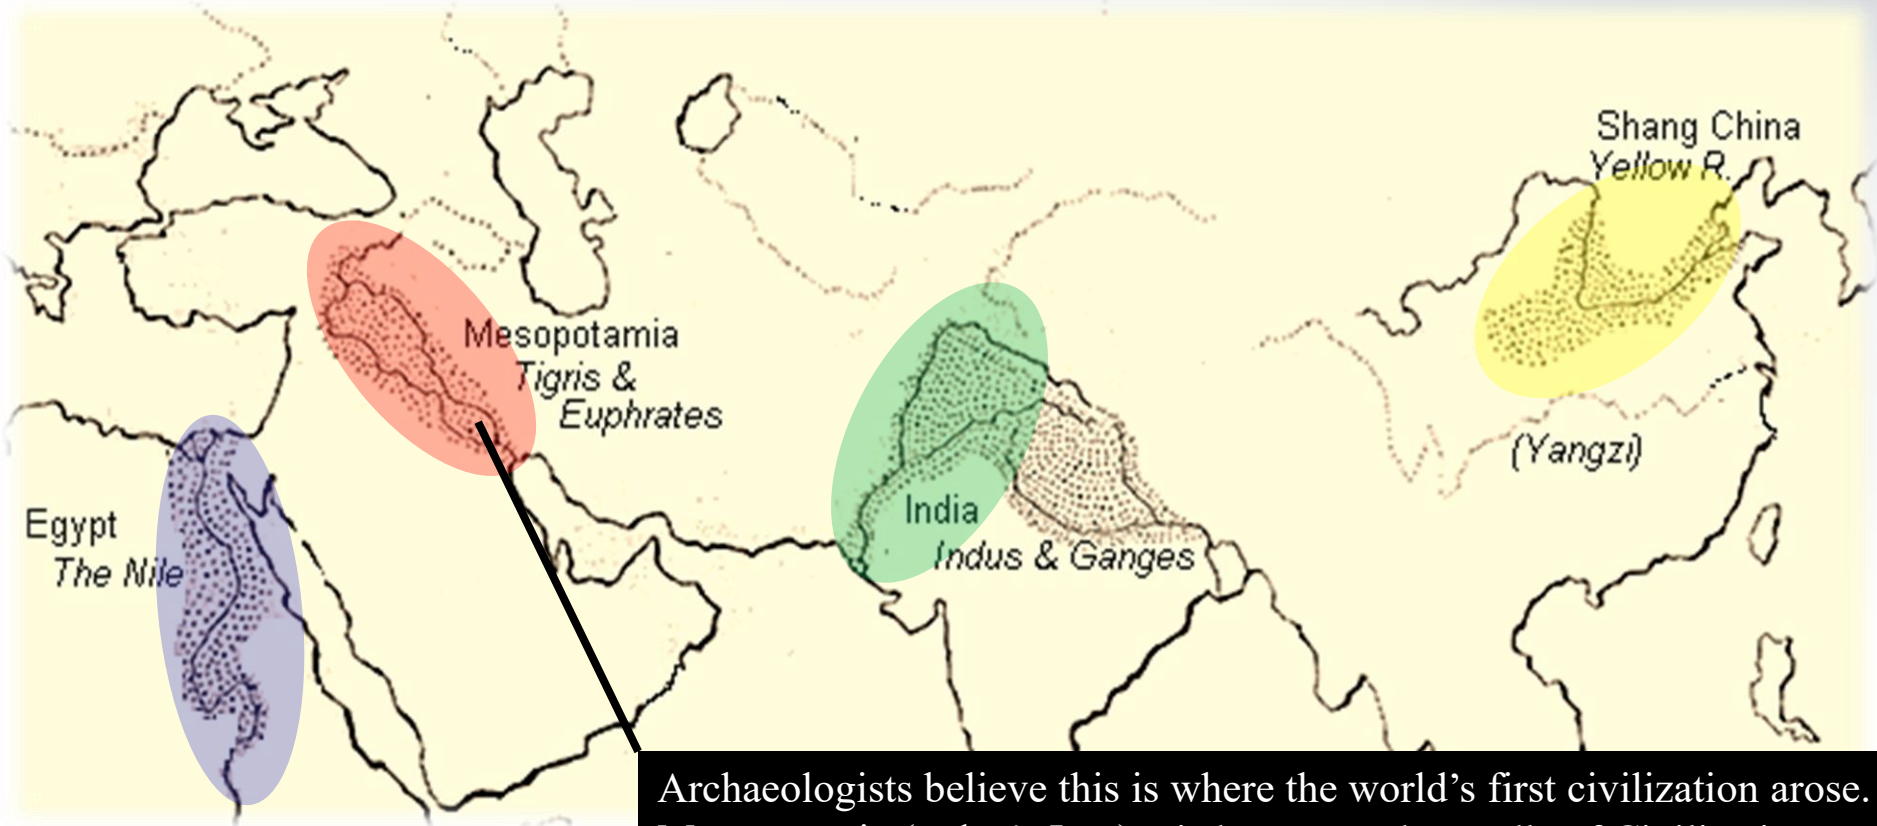 Shang China
Yellow R.
Mesopotamia
Tigris &
Euphrates
(Yangzi)
India
Indus & Ganges
Egypt
The Nile
Archaeologists believe this is where the world’s first civilization arose.